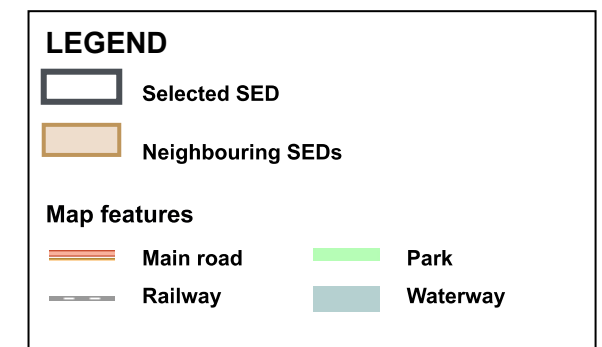 LEGEND
Selected SED
Neighbouring SEDs
Map features
Main road
Park
Railway
Waterway